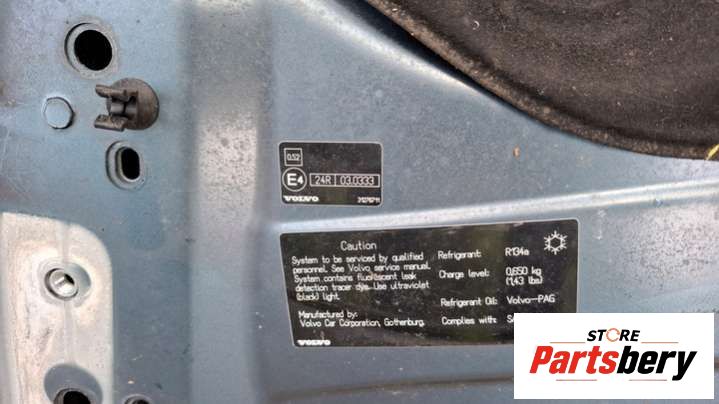 0.52
E4 24R 03.0333
VOLVO
Caution
System to be serviced by qualified
personnel. See Volvo service manual.
System contains fluorescent leak
detection tracer dye. Use ultraviolet
(black) light.
Manufactured by:
Volvo Car Corporation, Gothenburg.
Refrigerant: R134a
Charge level: 0,650 kg
(1,43 lbs)
Refrigerant Oil: Volvo-PAG
Complies with:
VOLVO
STORE
Partsbery